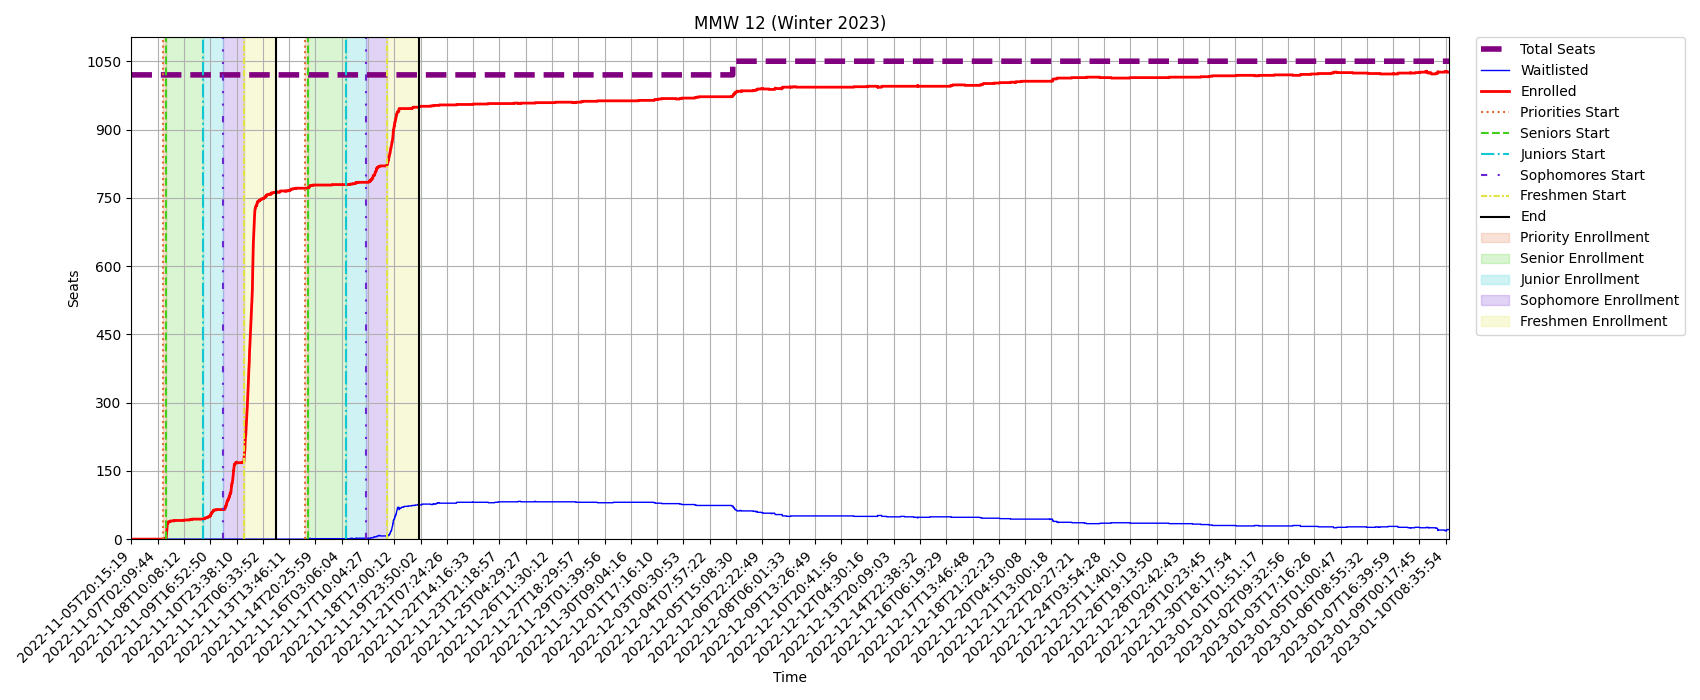 MMW 12 (Winter 2023)
Seats
1050
900
750
600
450
300
150
0
2022-11-05T20:15:19
2022-11-07T02:09:44
2022-11-08T10:08:12
2022-11-09T16:52:50
2022-11-10T23:38:10
2022-11-12T06:33:52
2022-11-13T13:46:11
2022-11-14T20:25:59
2022-11-16T03:06:04
2022-11-17T10:04:27
2022-11-18T17:00:12
2022-11-19T23:50:02
2022-11-21T07:24:26
2022-11-22T14:16:33
2022-11-23T21:18:57
2022-11-25T04:29:27
2022-11-26T11:30:12
2022-11-27T18:29:57
2022-11-29T01:39:56
2022-11-30T09:04:16
2022-12-01T17:16:10
2022-12-03T00:30:53
2022-12-04T07:57:22
2022-12-05T15:08:30
2022-12-06T22:22:49
2022-12-08T06:01:33
2022-12-09T13:26:49
2022-12-10T20:41:56
2022-12-12T04:30:16
2022-12-13T20:09:03
2022-12-14T22:38:32
2022-12-16T06:19:29
2022-12-17T13:46:48
2022-12-18T21:22:23
2022-12-20T04:50:08
2022-12-21T13:00:18
2022-12-22T20:27:21
2022-12-24T03:54:28
2022-12-25T11:40:10
2022-12-26T19:13:50
2022-12-28T02:42:43
2022-12-29T10:23:45
2022-12-30T18:17:54
2023-01-01T01:51:17
2023-01-02T09:32:56
2023-01-03T17:16:26
2023-01-05T01:00:47
2023-01-06T08:55:32
2023-01-07T16:39:59
2023-01-09T00:17:45
2023-01-10T08:35:54
Time
Total Seats
Waitlisted
Enrolled
Priorities Start
Seniors Start
Juniors Start
Sophomores Start
Freshmen Start
End
Priority Enrollment
Senior Enrollment
Junior Enrollment
Sophomore Enrollment
Freshmen Enrollment